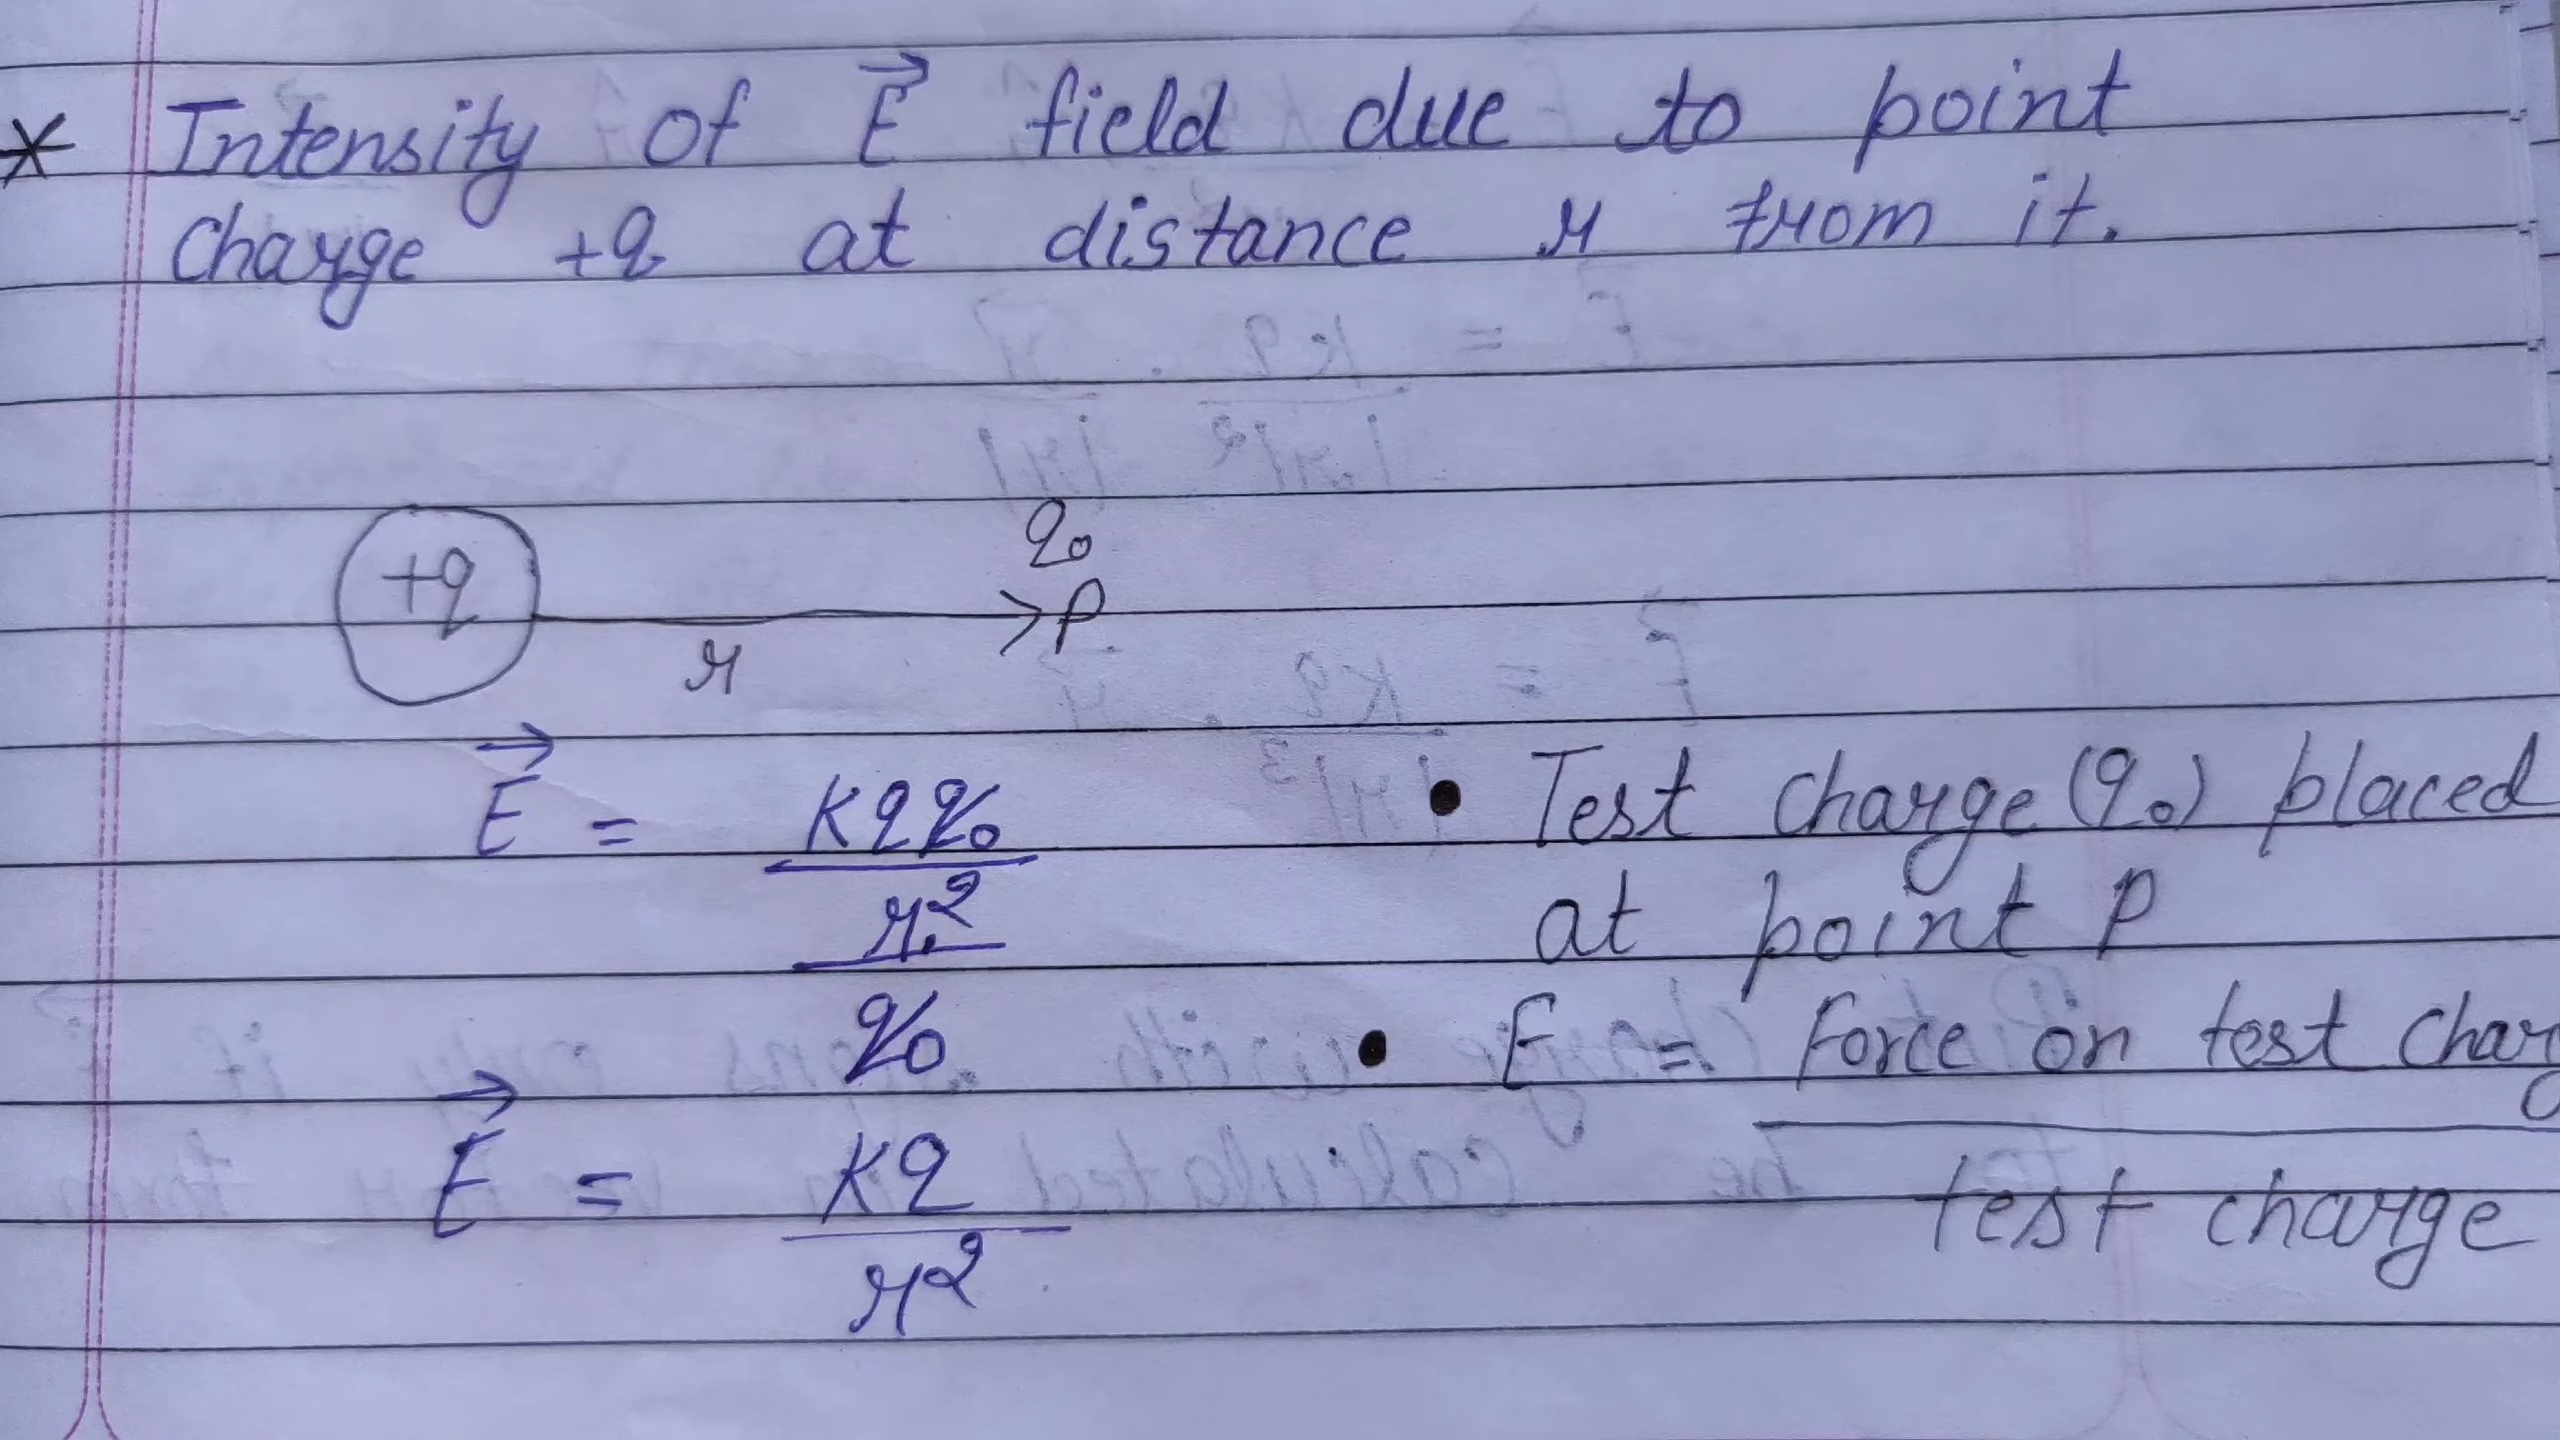 * Intensity of E⃗ field due to point
charge +q at distance r from it.
+q
q₀
P
r
E⃗ = Kqq₀
r²
q₀
• Test charge (q₀) placed
at point P
• E = Force on test
test charge
E⃗ = Kq
r²